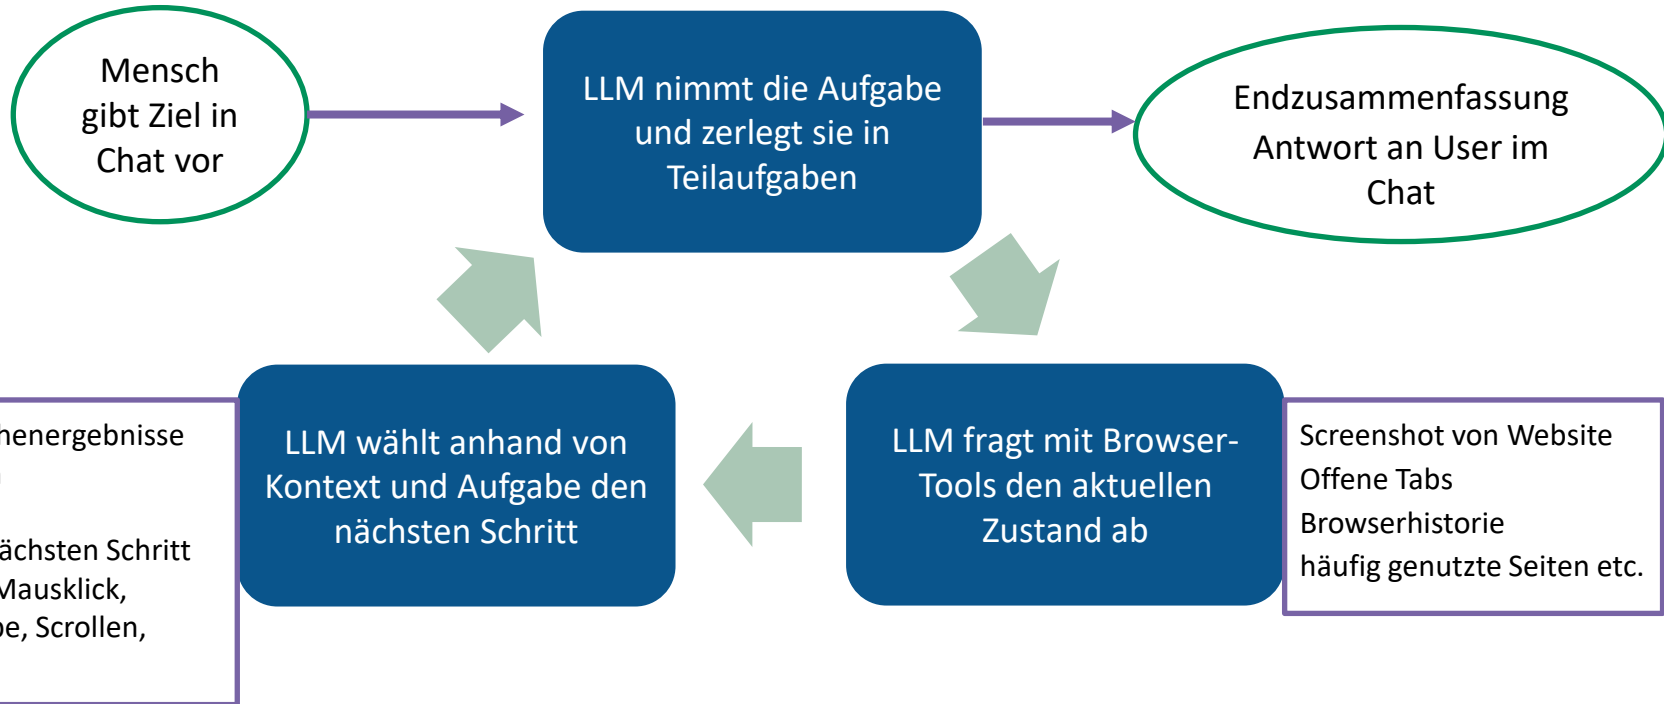 Mensch
gibt Ziel in
Chat vor
LLM nimmt die Aufgabe
und zerlegt sie in
Teilaufgaben
Endzusammenfassung
Antwort an User im
Chat
LLM wählt anhand von
Kontext und Aufgabe den
nächsten Schritt
LLM fragt mit Browser-
Tools den aktuellen
Zustand ab
Screenshot von Website
Offene Tabs
Browserhistorie
häufig genutzte Seiten etc.
henergebnisse
ächsten Schritt
Mausklick,
be, Scrollen,